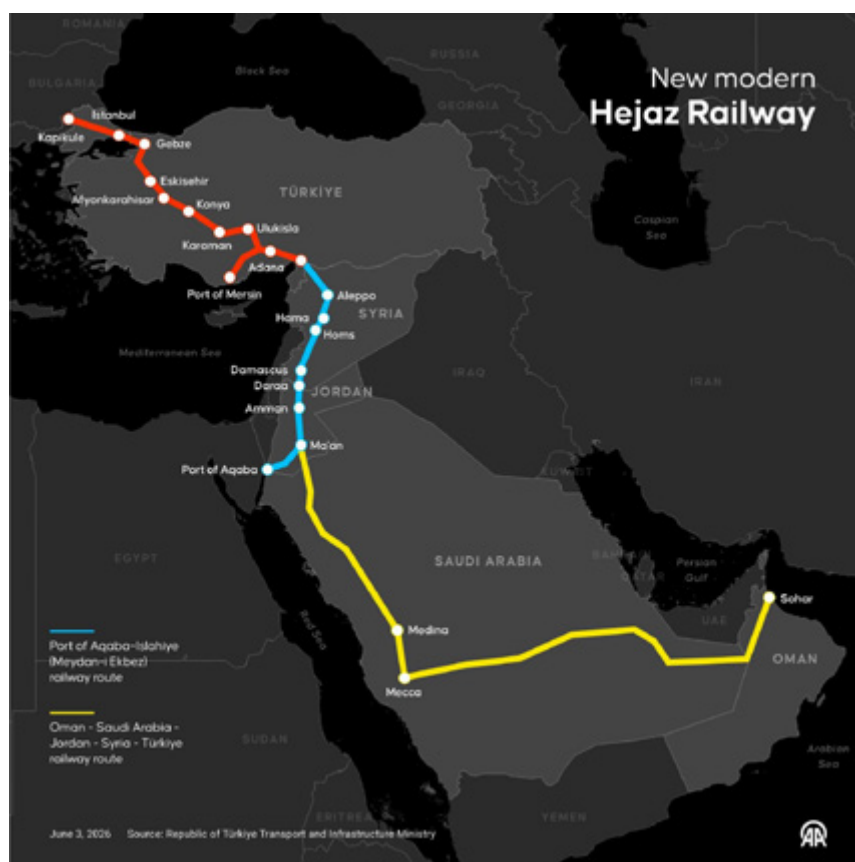 New modern
Hejaz Railway
ROMANIA
BULGARIA
Black Sea
RUSSIA
GEORGIA
Caspian
Sea
Istanbul
Kapikule
Gebze
Eskisehir
Afyonkarahisar
Konya
TÜRKİYE
Ulukisla
Karaman
Adana
Port of Mersin
Aleppo
SYRIA
Hama
Homs
Mediterranean Sea
Damascus
Daraa
JORDAN
IRAQ
IRAN
Amman
Ma'an
Port of Aqaba
KUWAIT
EGYPT
SAUDI ARABIA
BAHRAIN
QATAR
Persian
Gulf
Sohar
UAE
Red Sea
Medina
OMAN
Mecca
Port of Aqaba-Islahiye
(Meydan-i Ekbez)
railway route
Oman - Saudi Arabia -
Jordan - Syria - Türkiye
railway route
SUDAN
Arabian
Sea
ERITREA
YEMEN
June 3, 2026 Source: Republic of Türkiye Transport and Infrastructure Ministry
AA